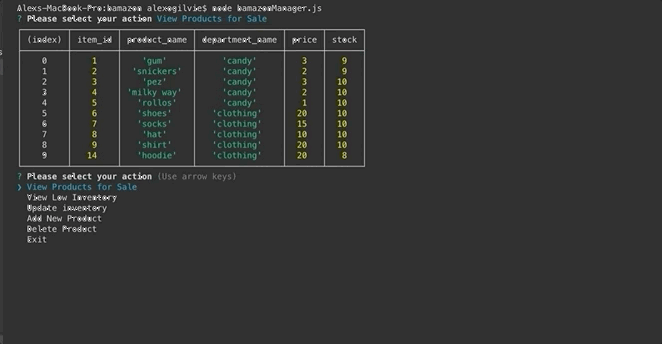 Alexs-MacBook-Pro:bamazon alexogilvie$ node bamazonManager.js
? Please select your action View Products for Sale
(index) item_id product_name department_name price stock
0 1 'gum' 'candy' 3 9
1 2 'snickers' 'candy' 2 9
2 3 'pez' 'candy' 3 10
3 4 'milky way' 'candy' 2 10
4 5 'rollos' 'candy' 1 10
5 6 'shoes' 'clothing' 20 10
6 7 'socks' 'clothing' 15 10
7 8 'hat' 'clothing' 10 10
8 9 'shirt' 'clothing' 20 10
9 14 'hoodie' 'clothing' 20 8
? Please select your action (Use arrow keys)
❯ View Products for Sale
View Low Inventory
Update inventory
Add New Product
Delete Product
Exit